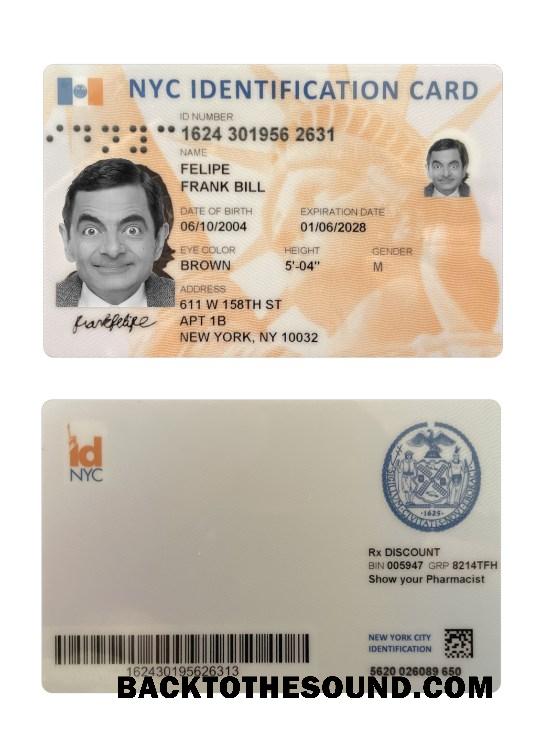 NYC IDENTIFICATION CARD
ID NUMBER
1624 301956 2631
NAME
FELIPE
FRANK BILL
DATE OF BIRTH EXPIRATION DATE
06/10/2004 01/06/2028
EYE COLOR HEIGHT GENDER
BROWN 5'-04" M
ADDRESS
611 W 158TH ST
APT 1B
NEW YORK, NY 10032
frankfelipe
id
NYC
SIGILLVM CIVITATIS NOVI EBORACI
·1625·
Rx DISCOUNT
BIN 005947 GRP 8214TFH
Show your Pharmacist
NEW YORK CITY
IDENTIFICATION
162430195626313
5620 026089 650
BACKTOTHESOUND.COM